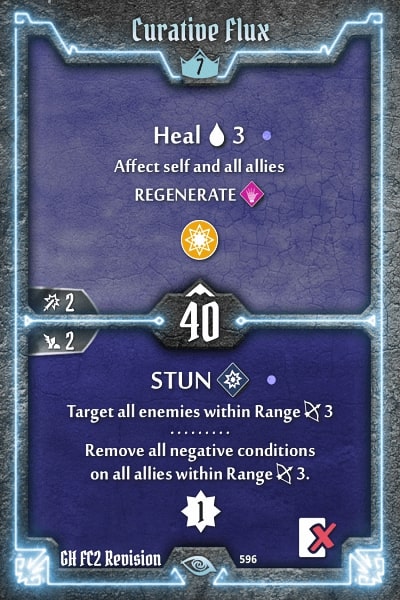 Curative Flux
7
Heal 3
Affect self and all allies
REGENERATE
2
40
2
STUN
Target all enemies within Range 3
Remove all negative conditions
on all allies within Range 3.
1
GH FC2 Revision
596